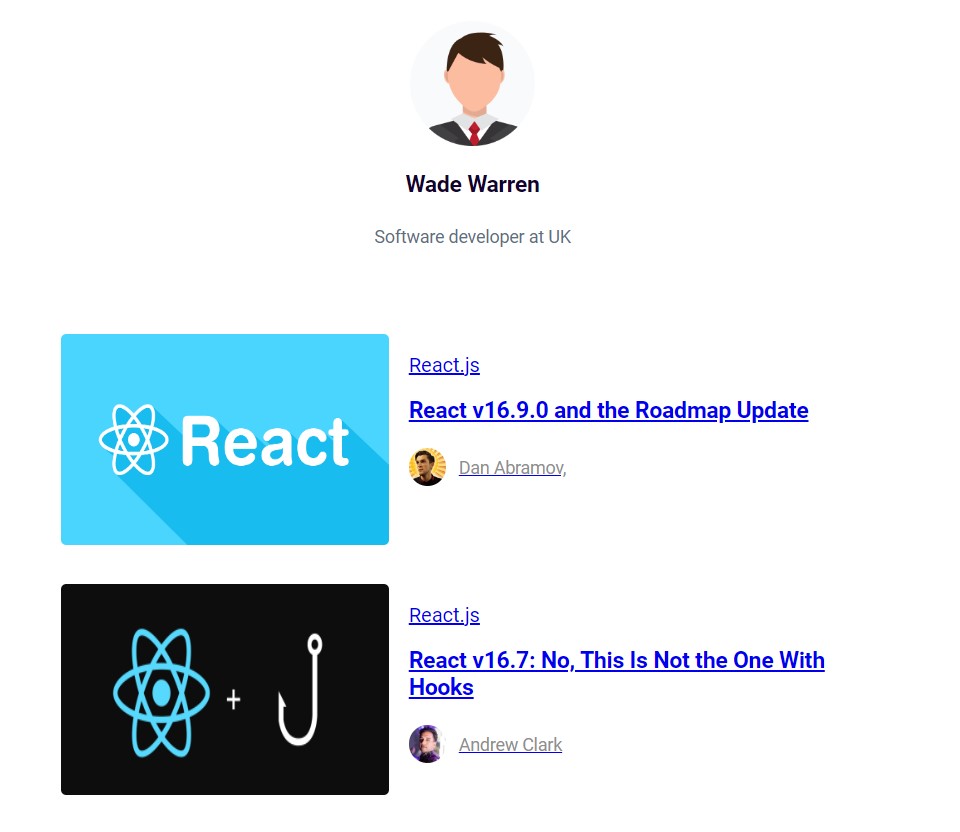 Wade Warren
Software developer at UK
React
React.js
React v16.9.0 and the Roadmap Update
Dan Abramov,
+
React.js
React v16.7: No, This Is Not the One With
Hooks
Andrew Clark